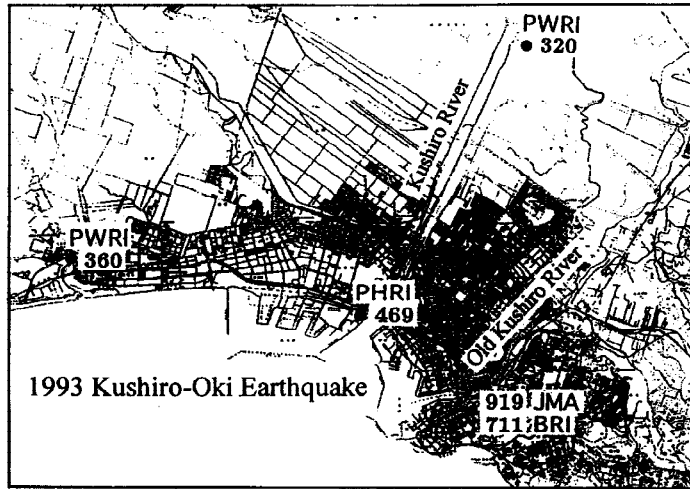 PWRI
320
Kushiro River
PWRI
360
PHRI
469
Old Kushiro River
1993 Kushiro-Oki Earthquake
919 JMA
711 BRI